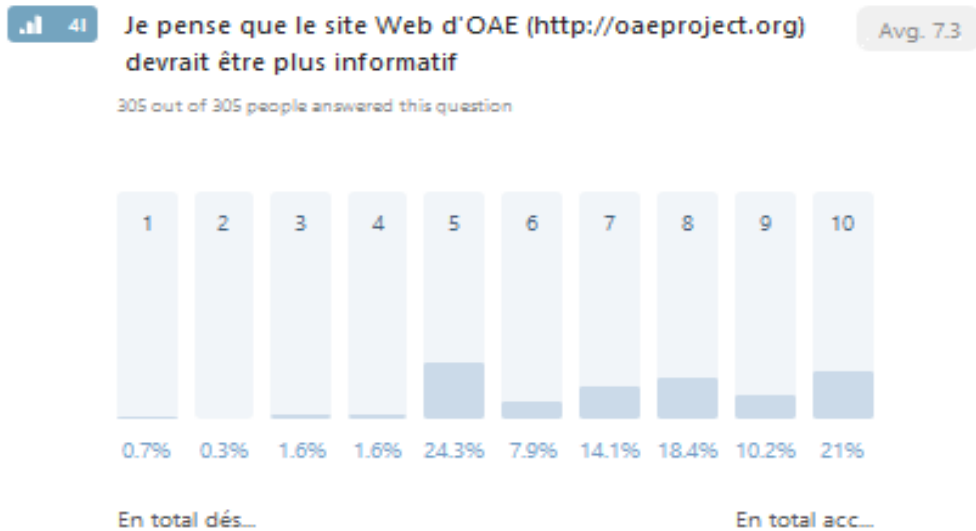 4I Je pense que le site Web d'OAE (http://oaeproject.org) Avg. 7.3
devrait être plus informatif
305 out of 305 people answered this question
1 2 3 4 5 6 7 8 9 10
0.7% 0.3% 1.6% 1.6% 24.3% 7.9% 14.1% 18.4% 10.2% 21%
En total dés... En total acc...